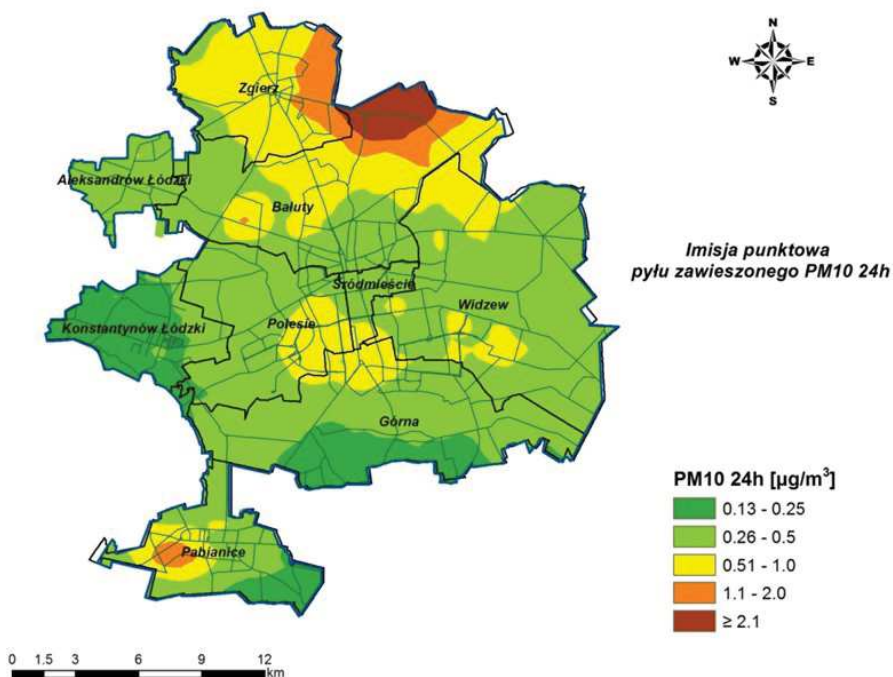 N
W E
S
Zgierz
Aleksandrów Łódzki
Bałuty
Imisja punktowa
pyłu zawieszonego PM10 24h
Śródmieście
Konstantynów Łódzki
Polesie
Widzew
Górna
PM10 24h [µg/m³]
0.13 - 0.25
0.26 - 0.5
0.51 - 1.0
1.1 - 2.0
≥ 2.1
Pabianice
0 1.5 3 6 9 12
km